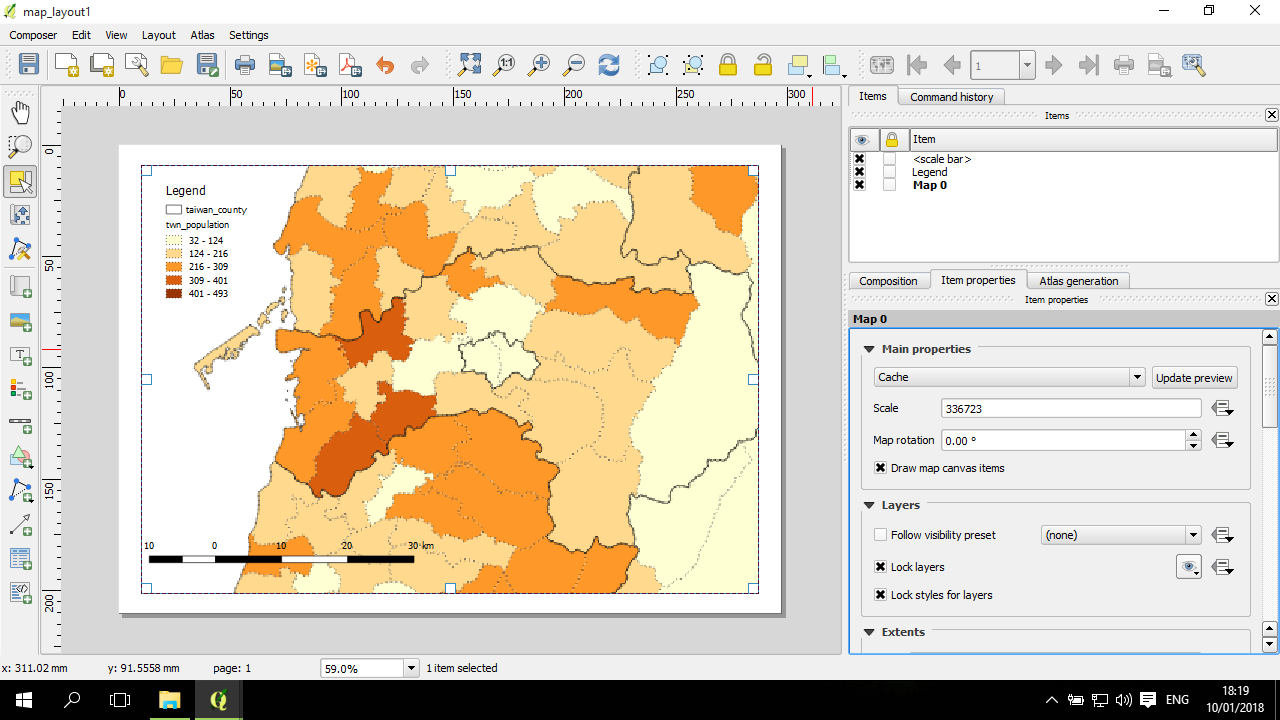 map_layout1
Composer Edit View Layout Atlas Settings
1:1
1
0 50 100 150 200 250 300
0
50
100
150
200
Legend
taiwan_county
twn_population
32 - 124
124 - 216
216 - 309
309 - 401
401 - 493
10 0 10 20 30 km
Items Command history
Items
Item
<scale bar>
Legend
Map 0
Composition Item properties Atlas generation
Item properties
Map 0
Main properties
Cache Update preview
Scale 336723
Map rotation 0.00 °
Draw map canvas items
Layers
Follow visibility preset (none)
Lock layers
Lock styles for layers
Extents
x: 311.02 mm y: 91.5558 mm page: 1 59.0% 1 item selected
ENG
18:19
10/01/2018